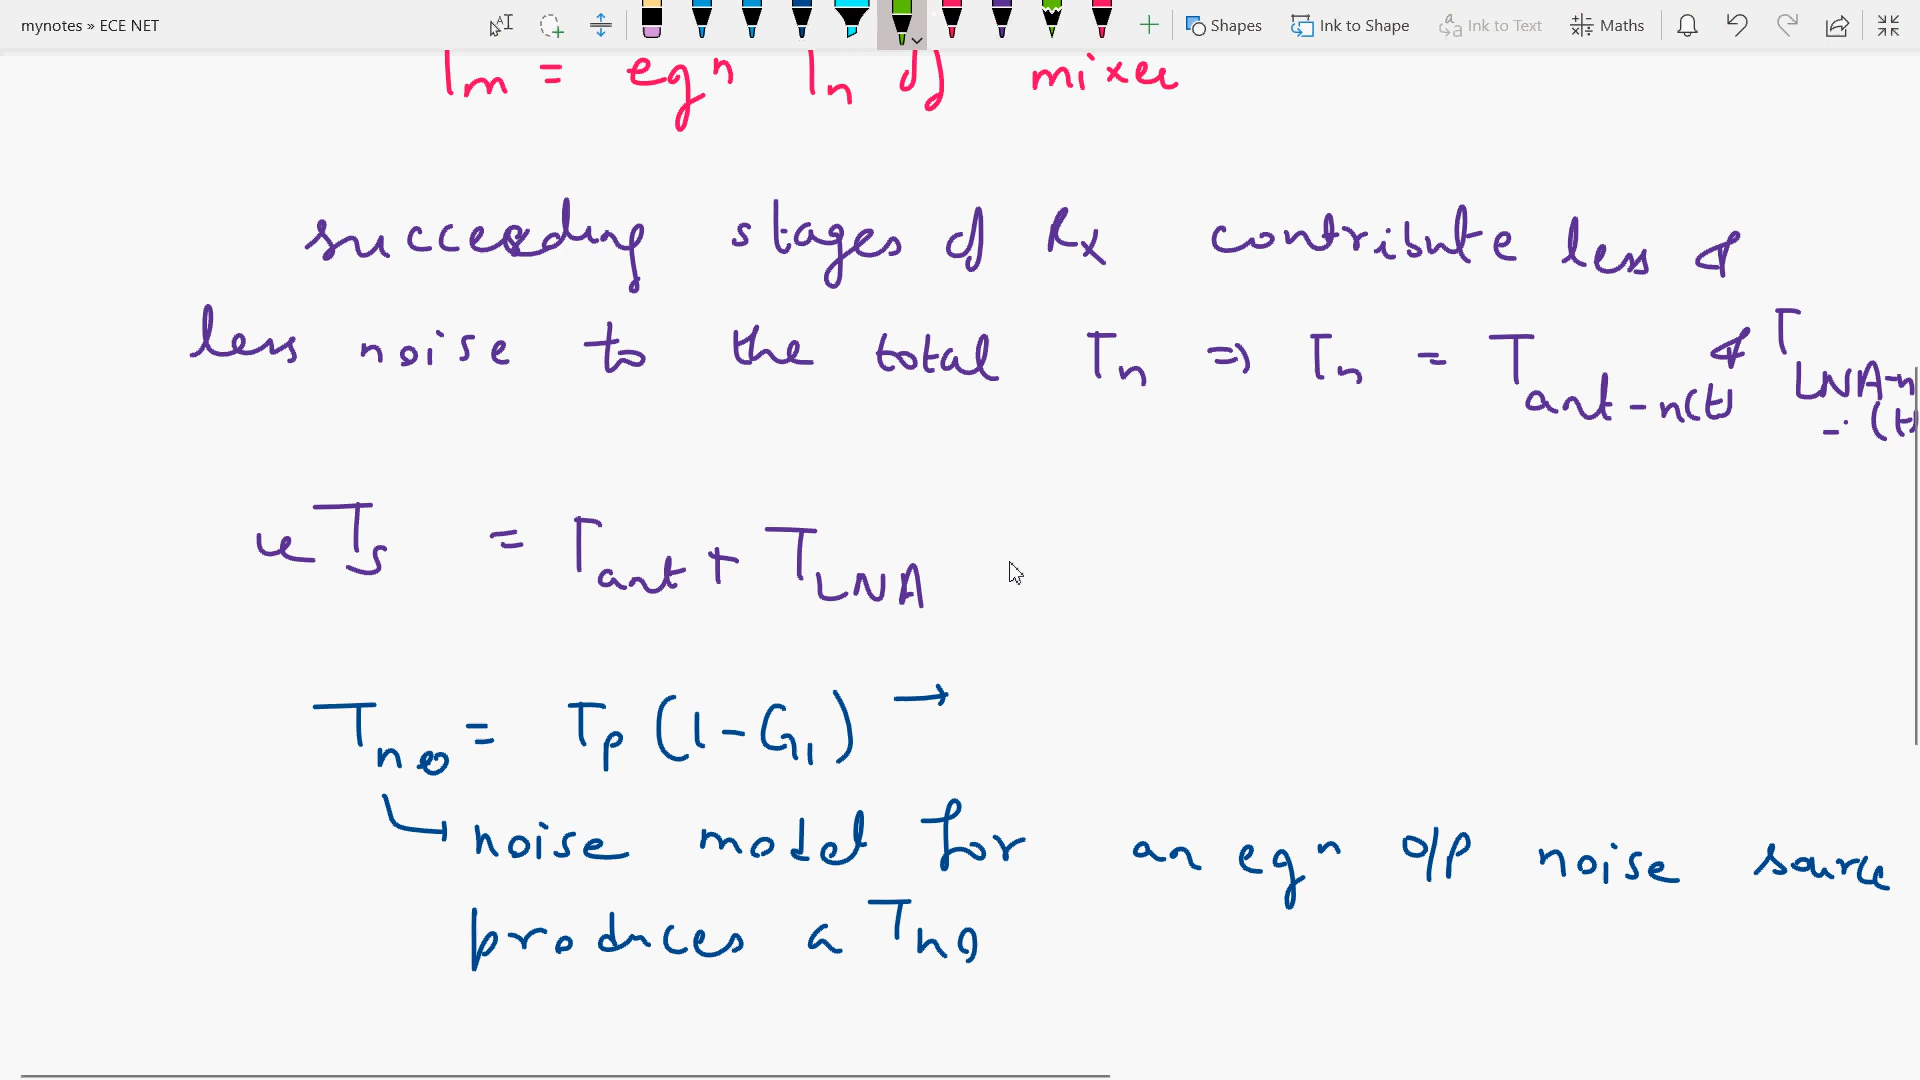 mynotes » ECE NET
Shapes Ink to Shape Ink to Text Maths
Tm = eqn Tn of mixer
succeeding stages of Rx contribute less &
less noise to the total Tn => Tn = Tant-n(t) & TLNA-n(t)
Ts = Tant + TLNA
Tno = Tp (1-G1) →
noise model for an eqn o/p noise source
produces a Tno